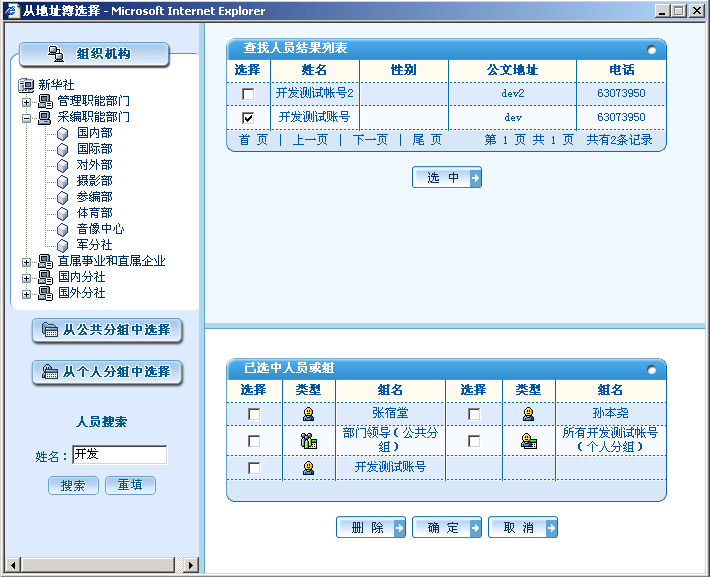 从地址簿选择 - Microsoft Internet Explorer
组织机构
新华社
管理职能部门
采编职能部门
国内部
国际部
对外部
摄影部
参编部
体育部
音像中心
军分社
直属事业和直属企业
国内分社
国外分社
从公共分组中选择
从个人分组中选择
人员搜索
姓名：开发
搜索 重填
查找人员结果列表
选择 姓名 性别 公文地址 电话
开发测试帐号2 dev2 63073950
开发测试账号 dev 63073950
首 页 | 上一页 | 下一页 | 尾 页 第 1 页 共 1 页 共有2条记录
选 中
已选中人员或组
选择 类型 组名 选择 类型 组名
张宿堂 孙本尧
部门领导（公共分组） 所有开发测试帐号（个人分组）
开发测试账号
删 除 确 定 取 消